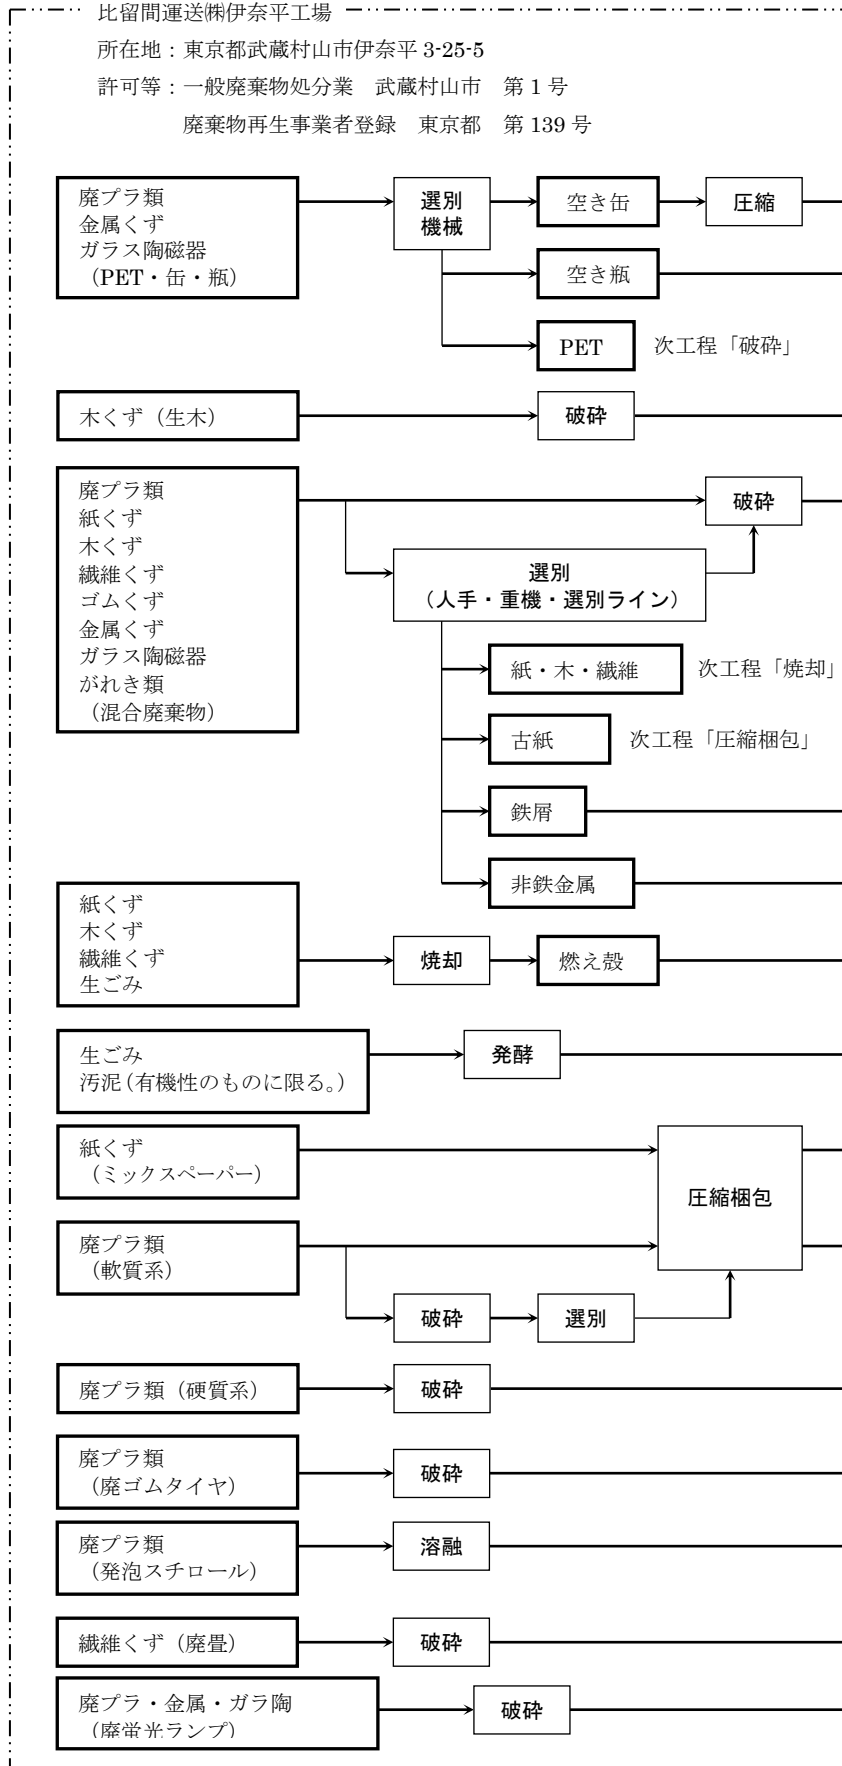 比留間運送㈱伊奈平工場
所在地：東京都武蔵村山市伊奈平 3-25-5
許可等：一般廃棄物処分業　武蔵村山市　第 1 号
廃棄物再生事業者登録　東京都　第 139 号
廃プラ類
金属くず
ガラス陶磁器
（PET・缶・瓶）
選別
機械
空き缶
圧縮
空き瓶
PET
次工程「破砕」
木くず（生木）
破砕
廃プラ類
紙くず
木くず
繊維くず
ゴムくず
金属くず
ガラス陶磁器
がれき類
（混合廃棄物）
破砕
選別
（人手・重機・選別ライン）
紙・木・繊維
次工程「焼却」
古紙
次工程「圧縮梱包」
鉄屑
非鉄金属
紙くず
木くず
繊維くず
生ごみ
焼却
燃え殻
生ごみ
汚泥（有機性のものに限る。）
発酵
紙くず
（ミックスペーパー）
圧縮梱包
廃プラ類
（軟質系）
破砕
選別
廃プラ類（硬質系）
破砕
廃プラ類
（廃ゴムタイヤ）
破砕
廃プラ類
（発泡スチロール）
溶融
繊維くず（廃畳）
破砕
廃プラ・金属・ガラ陶
（廃蛍光ランプ）
破砕